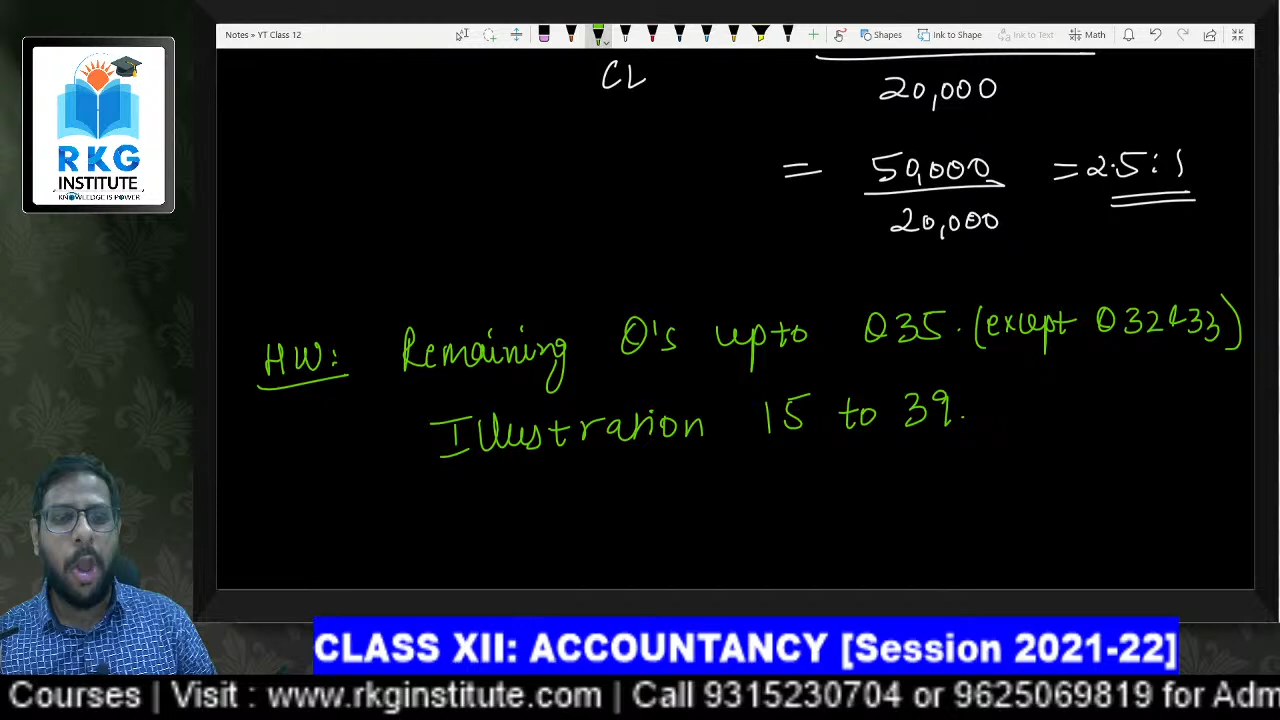 Notes » YT Class 12
Shapes
Ink to Shape
Ink to Text
Math
RKG
INSTITUTE
KNOWLEDGE IS POWER
CL
20,000
= 50,000 = 2.5 : 1
20,000
HW: Remaining Q's upto Q35. (except Q32 & 33)
Illustration 15 to 39.
CLASS XII: ACCOUNTANCY [Session 2021-22]
Courses | Visit : www.rkginstitute.com | Call 9315230704 or 9625069819 for Adm